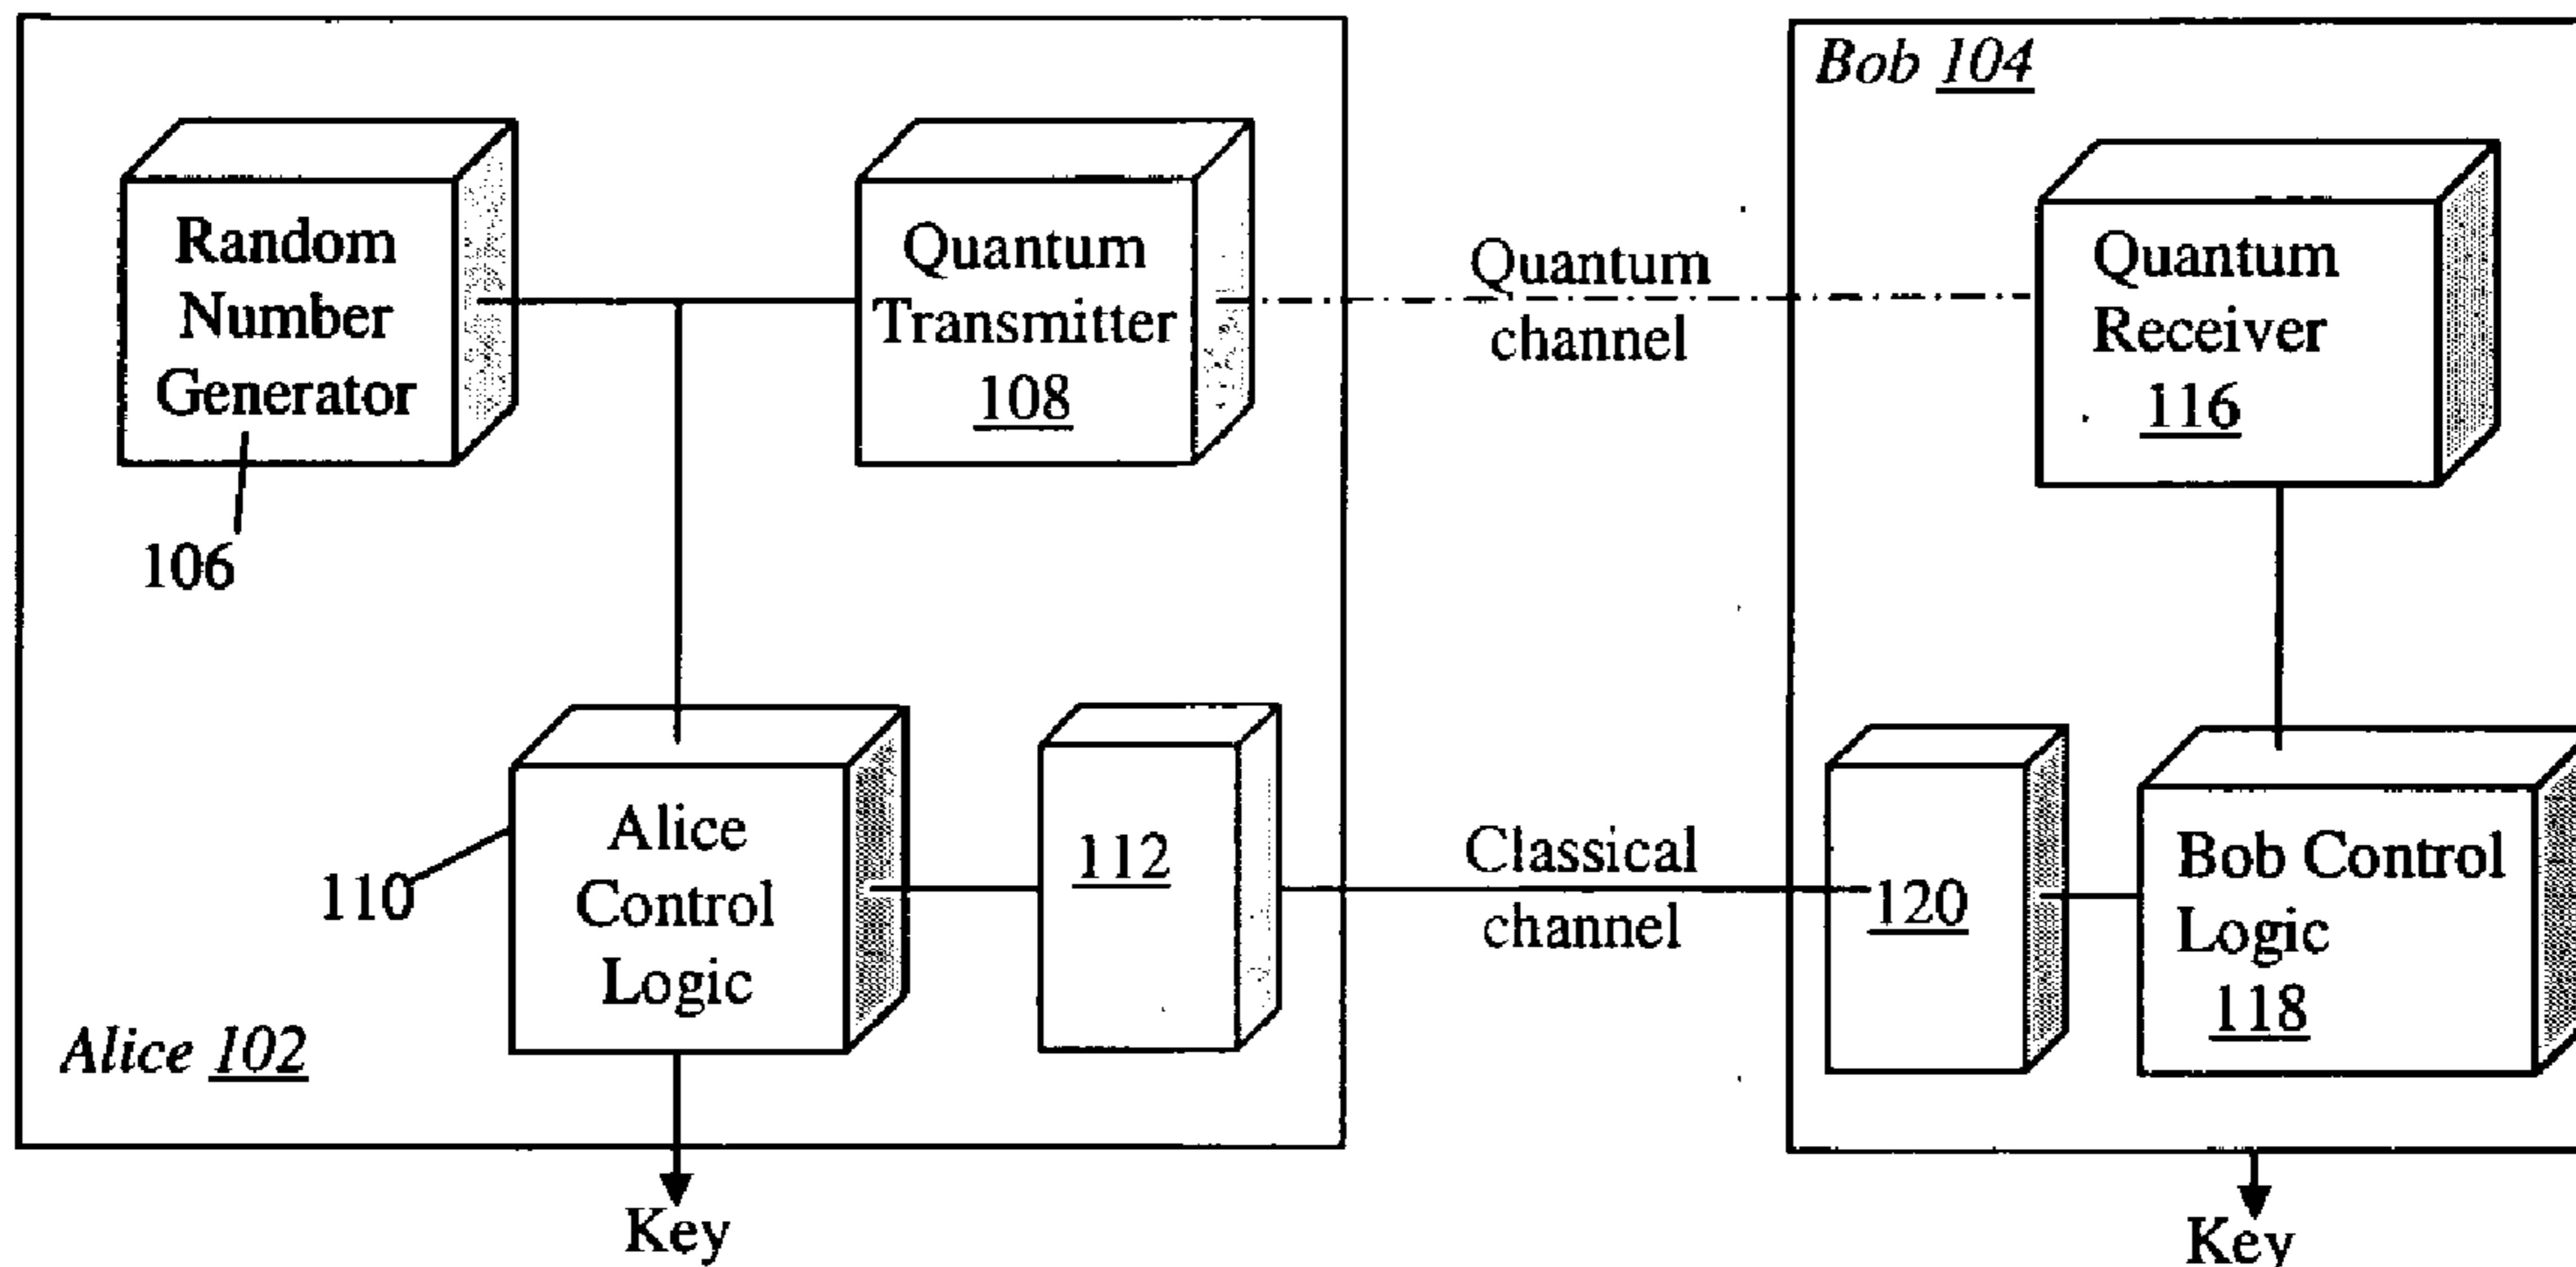 Bob 104
Random
Number
Generator
106
Quantum
Transmitter
108
Quantum
channel
Quantum
Receiver
116
Alice
Control
Logic
110
112
Classical
channel
120
Bob Control
Logic
118
Alice 102
Key
Key